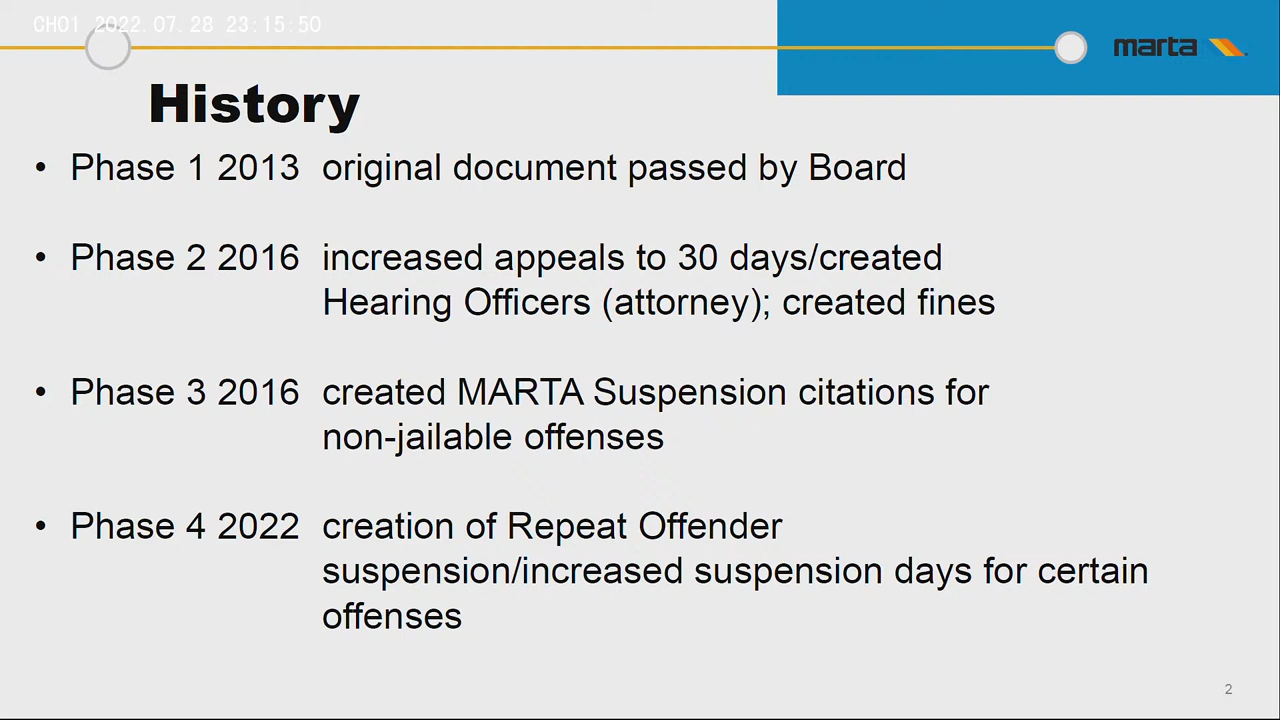 CH01 2022.07.28 23:15:50
marta
History
• Phase 1 2013 original document passed by Board
• Phase 2 2016 increased appeals to 30 days/created
Hearing Officers (attorney); created fines
• Phase 3 2016 created MARTA Suspension citations for
non-jailable offenses
• Phase 4 2022 creation of Repeat Offender
suspension/increased suspension days for certain
offenses
2